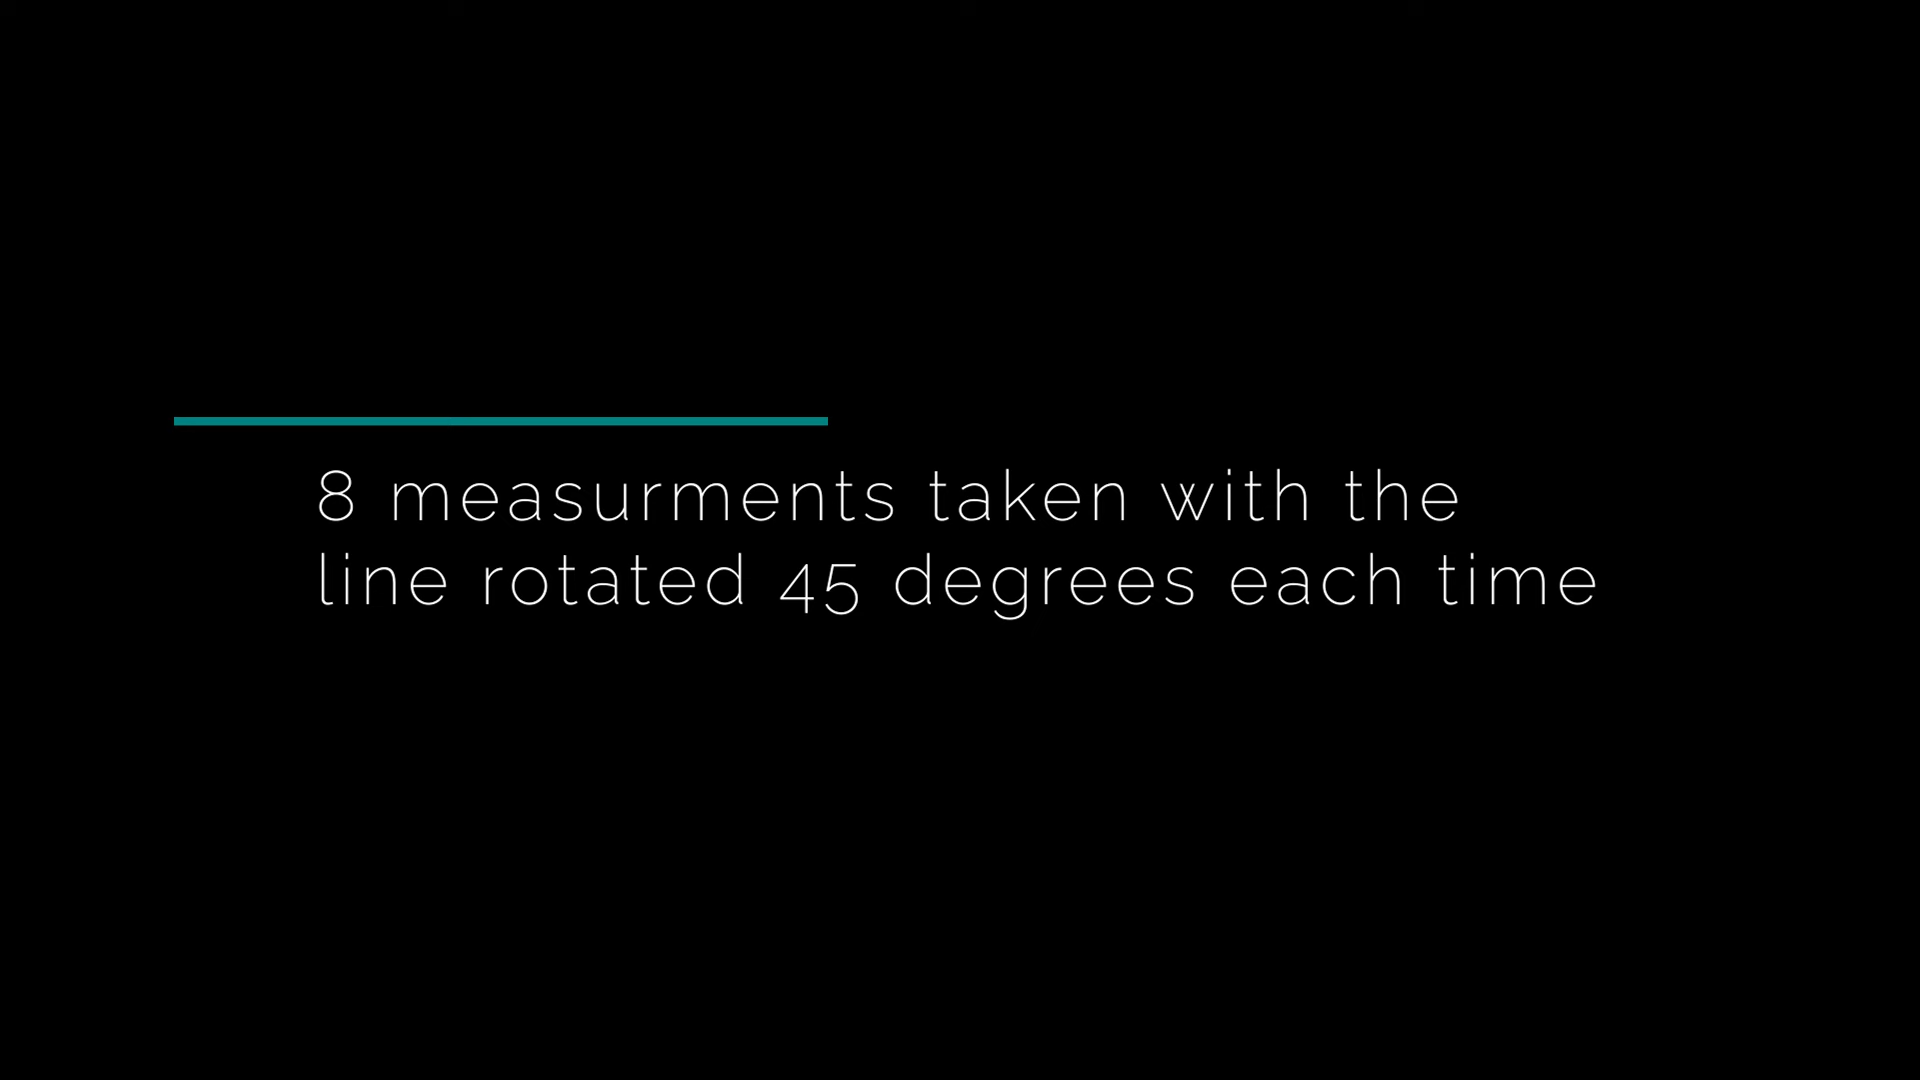 8 measurments taken with the
line rotated 45 degrees each time